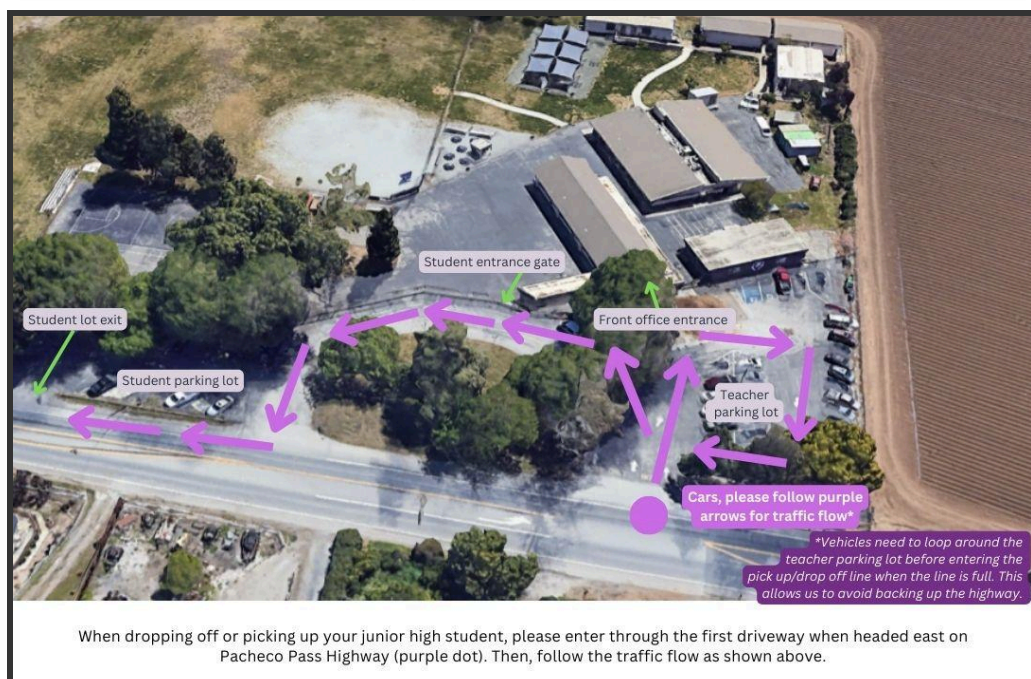 Student entrance gate
Student lot exit
Front office entrance
Student parking lot
Teacher
parking lot
Cars, please follow purple
arrows for traffic flow*
*Vehicles need to loop around the
teacher parking lot before entering the
pick up/drop off line when the line is full. This
allows us to avoid backing up the highway.
When dropping off or picking up your junior high student, please enter through the first driveway when headed east on
Pacheco Pass Highway (purple dot). Then, follow the traffic flow as shown above.